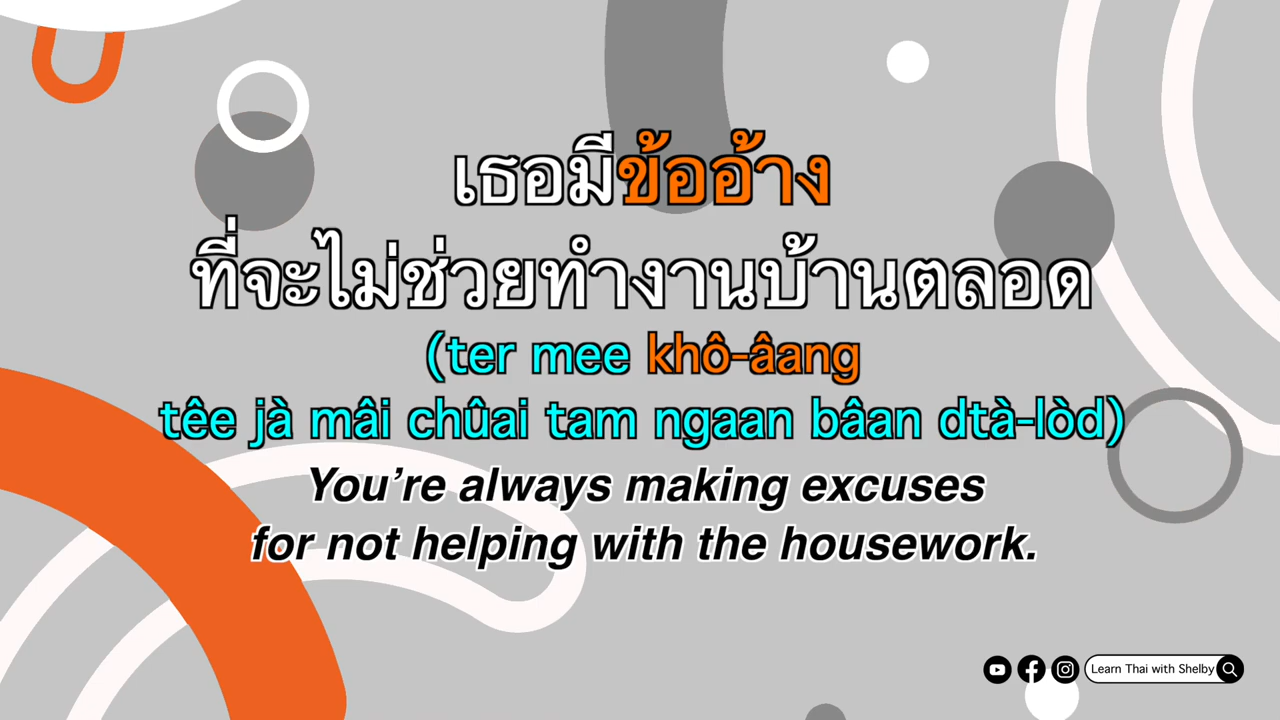 เธอมีข้ออ้าง
ที่จะไม่ช่วยทำงานบ้านตลอด
(ter mee khô-âang
têe jà mâi chûai tam ngaan bâan dtà-lòd)
You’re always making excuses
for not helping with the housework.
Learn Thai with Shelby